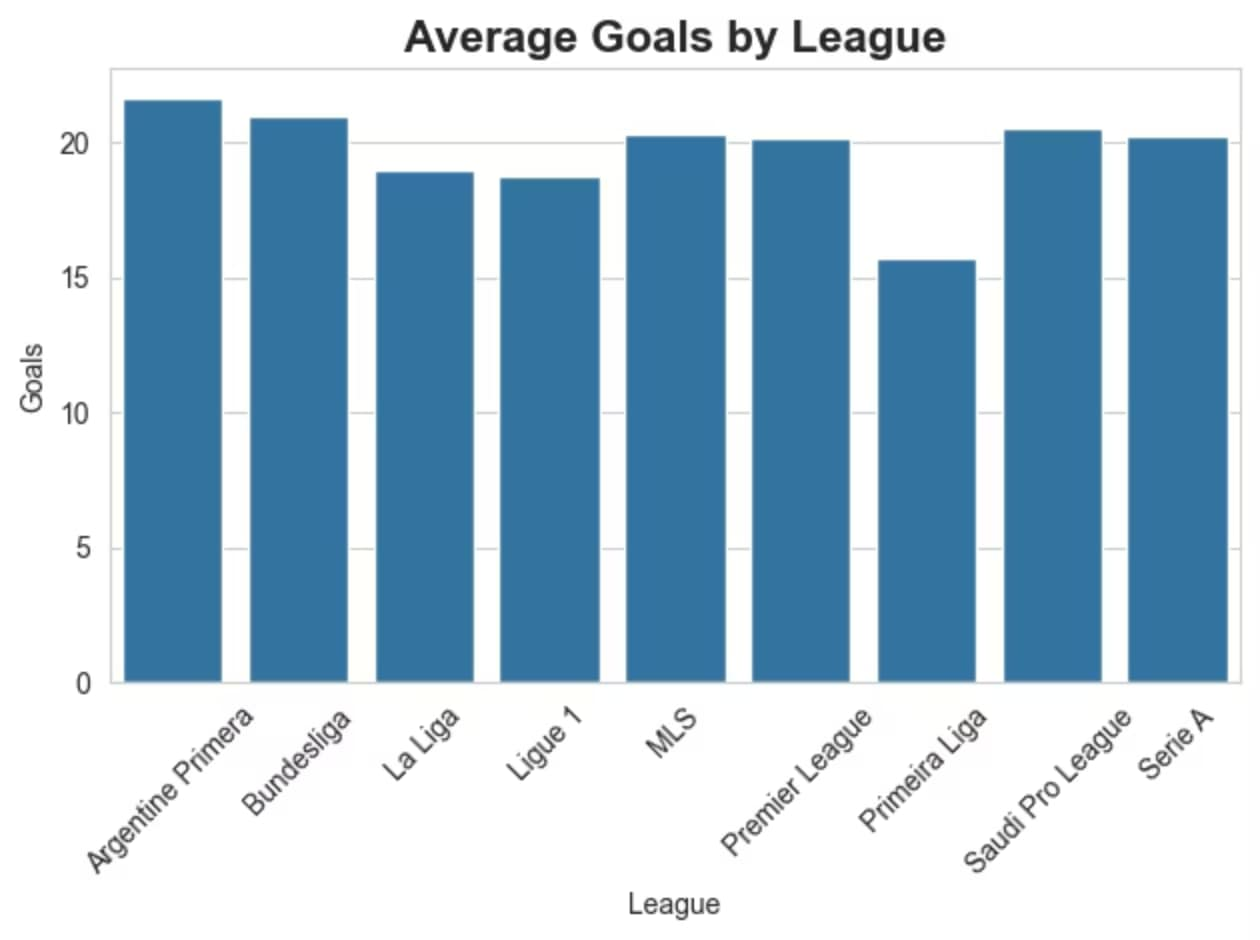 Average Goals by League
20
15
10
5
0
Goals
Argentine Primera
Bundesliga
La Liga
Ligue 1
MLS
Premier League
Primeira Liga
Saudi Pro League
Serie A
League